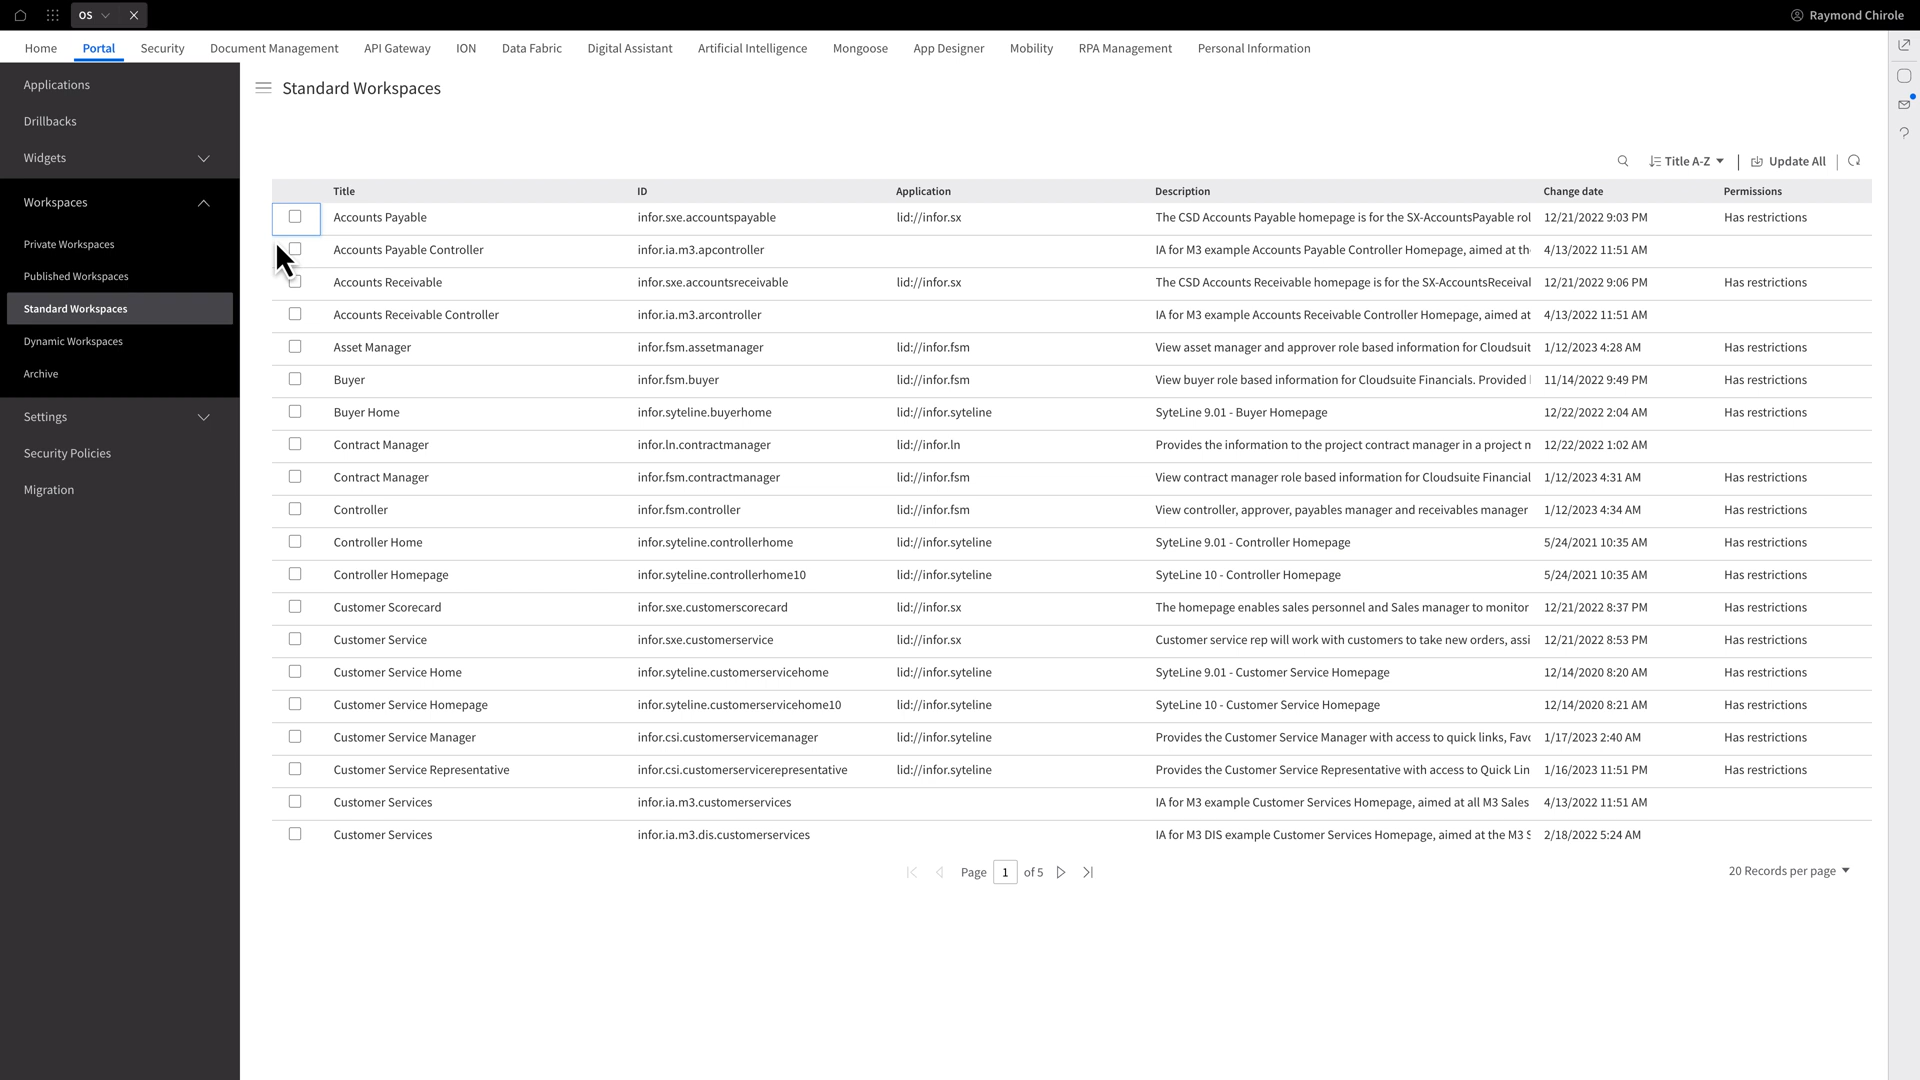 OS
Raymond Chirole
Home Portal Security Document Management API Gateway ION Data Fabric Digital Assistant Artificial Intelligence Mongoose App Designer Mobility RPA Management Personal Information
Applications
Drillbacks
Widgets
Workspaces
Private Workspaces
Published Workspaces
Standard Workspaces
Dynamic Workspaces
Archive
Settings
Security Policies
Migration
Standard Workspaces
Title A-Z Update All
Title ID Application Description Change date Permissions
Accounts Payable infor.sxe.accountspayable lid://infor.sx The CSD Accounts Payable homepage is for the SX-AccountsPayable rol 12/21/2022 9:03 PM Has restrictions
Accounts Payable Controller infor.ia.m3.apcontroller IA for M3 example Accounts Payable Controller Homepage, aimed at th 4/13/2022 11:51 AM
Accounts Receivable infor.sxe.accountsreceivable lid://infor.sx The CSD Accounts Receivable homepage is for the SX-AccountsReceival 12/21/2022 9:06 PM Has restrictions
Accounts Receivable Controller infor.ia.m3.arcontroller IA for M3 example Accounts Receivable Controller Homepage, aimed at 4/13/2022 11:51 AM
Asset Manager infor.fsm.assetmanager lid://infor.fsm View asset manager and approver role based information for Cloudsuit 1/12/2023 4:28 AM Has restrictions
Buyer infor.fsm.buyer lid://infor.fsm View buyer role based information for Cloudsuite Financials. Provided 11/14/2022 9:49 PM Has restrictions
Buyer Home infor.syteline.buyerhome lid://infor.syteline SyteLine 9.01 - Buyer Homepage 12/22/2022 2:04 AM Has restrictions
Contract Manager infor.ln.contractmanager lid://infor.ln Provides the information to the project contract manager in a project 12/22/2022 1:02 AM
Contract Manager infor.fsm.contractmanager lid://infor.fsm View contract manager role based information for Cloudsuite Financial 1/12/2023 4:31 AM Has restrictions
Controller infor.fsm.controller lid://infor.fsm View controller, approver, payables manager and receivables manager 1/12/2023 4:34 AM Has restrictions
Controller Home infor.syteline.controllerhome lid://infor.syteline SyteLine 9.01 - Controller Homepage 5/24/2021 10:35 AM Has restrictions
Controller Homepage infor.syteline.controllerhome10 lid://infor.syteline SyteLine 10 - Controller Homepage 5/24/2021 10:35 AM Has restrictions
Customer Scorecard infor.sxe.customerscorecard lid://infor.sx The homepage enables sales personnel and Sales manager to monitor 12/21/2022 8:37 PM Has restrictions
Customer Service infor.sxe.customerservice lid://infor.sx Customer service rep will work with customers to take new orders, assi 12/21/2022 8:53 PM Has restrictions
Customer Service Home infor.syteline.customerservicehome lid://infor.syteline SyteLine 9.01 - Customer Service Homepage 12/14/2020 8:20 AM Has restrictions
Customer Service Homepage infor.syteline.customerservicehome10 lid://infor.syteline SyteLine 10 - Customer Service Homepage 12/14/2020 8:21 AM Has restrictions
Customer Service Manager infor.csi.customerservicemanager lid://infor.syteline Provides the Customer Service Manager with access to quick links, Favo 1/17/2023 2:40 AM Has restrictions
Customer Service Representative infor.csi.customerservicerepresentative lid://infor.syteline Provides the Customer Service Representative with access to Quick Lin 1/16/2023 11:51 PM Has restrictions
Customer Services infor.ia.m3.customerservices IA for M3 example Customer Services Homepage, aimed at all M3 Sales 4/13/2022 11:51 AM
Customer Services infor.ia.m3.dis.customerservices IA for M3 DIS example Customer Services Homepage, aimed at the M3 S 2/18/2022 5:24 AM
Page 1 of 5 20 Records per page